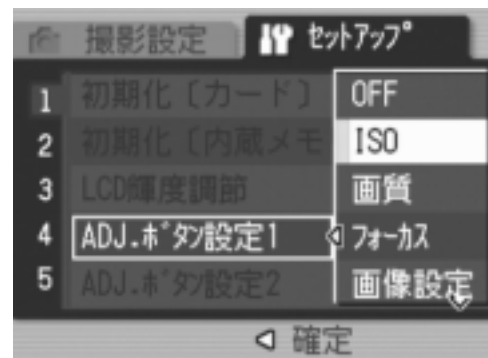 撮影設定 セットアップ
1 初期化〔カード〕 OFF
2 初期化〔内蔵メモ ISO
3 LCD輝度調節 画質
4 ADJ.ボタン設定1 フォーカス
5 ADJ.ボタン設定2 画像設定
確定